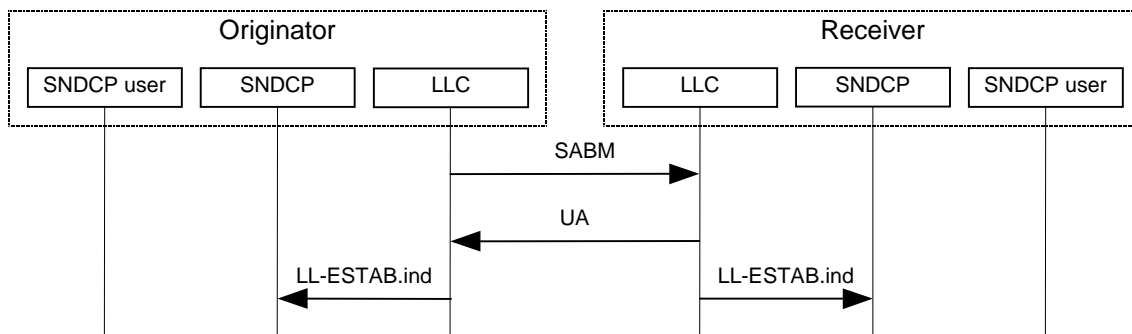 Originator
Receiver
SNDCP user
SNDCP
LLC
LLC
SNDCP
SNDCP user
SABM
UA
LL-ESTAB.ind
LL-ESTAB.ind